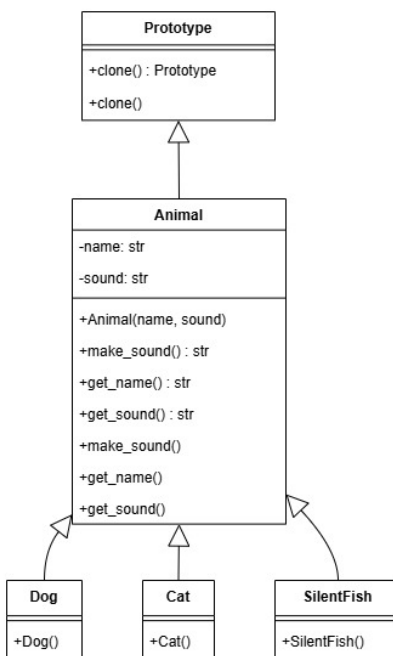 Prototype
+clone() : Prototype
+clone()
Animal
-name: str
-sound: str
+Animal(name, sound)
+make_sound() : str
+get_name() : str
+get_sound() : str
+make_sound()
+get_name()
+get_sound()
Dog
+Dog()
Cat
+Cat()
SilentFish
+SilentFish()